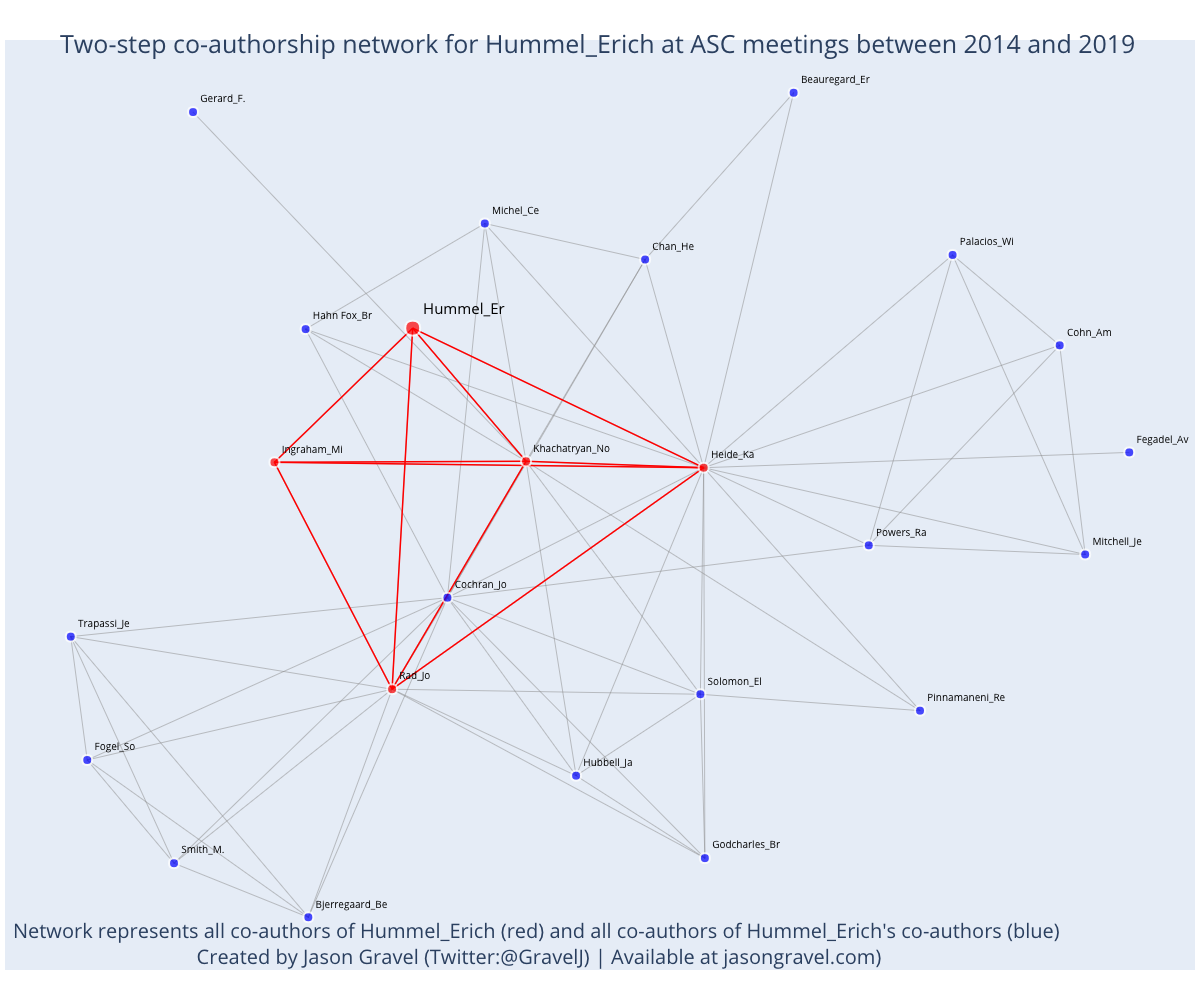 Two-step co-authorship network for Hummel_Erich at ASC meetings between 2014 and 2019
Beauregard_Er
Gerard_F.
Michel_Ce
Palacios_Wi
Chan_He
Hummel_Er
Hahn Fox_Br
Cohn_Am
Fegadel_Av
Ingraham_Mi
Khachatryan_No
Heide_Ka
Powers_Ra
Mitchell_Je
Cochran_Jo
Trapassi_Je
Rad_Jo
Solomon_El
Pinnamaneni_Re
Fogel_So
Hubbell_Ja
Godcharles_Br
Smith_M.
Bjerregaard_Be
Network represents all co-authors of Hummel_Erich (red) and all co-authors of Hummel_Erich's co-authors (blue)
Created by Jason Gravel (Twitter:@GravelJ) | Available at jasongravel.com)